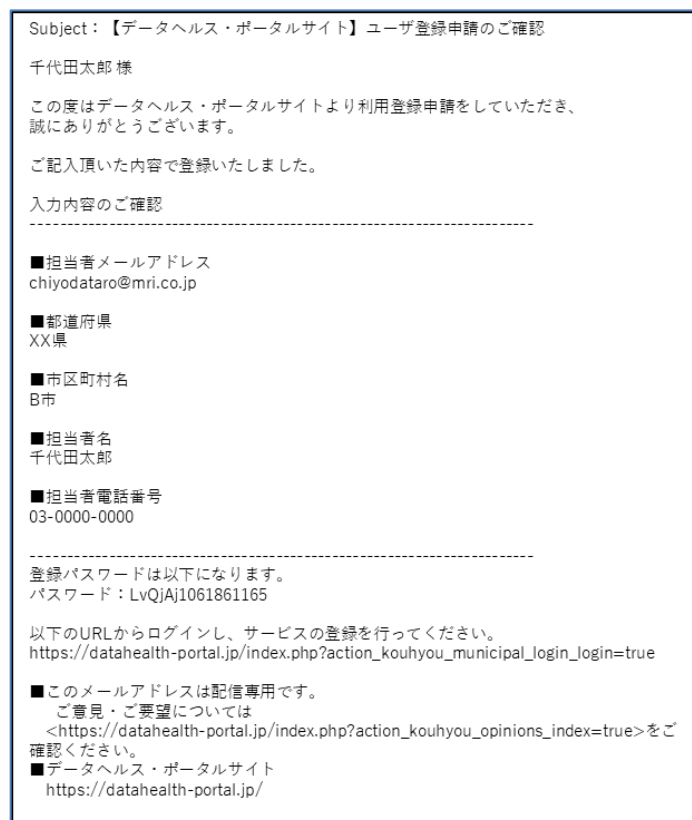 Subject：【データヘルス・ポータルサイト】ユーザ登録申請のご確認
千代田太郎 様
この度はデータヘルス・ポータルサイトより利用登録申請をしていただき、
誠にありがとうございます。
ご記入頂いた内容で登録いたしました。
入力内容のご確認
------------------------------------------------------------------
■担当者メールアドレス
chiyodataro@mri.co.jp
■都道府県
XX県
■市区町村名
B市
■担当者名
千代田太郎
■担当者電話番号
03-0000-0000
------------------------------------------------------------------
登録パスワードは以下になります。
パスワード：LvQjAj1061861165
以下のURLからログインし、サービスの登録を行ってください。
https://datahealth-portal.jp/index.php?action_kouhyou_municipal_login_login=true
■このメールアドレスは配信専用です。
ご意見・ご要望については
<https://datahealth-portal.jp/index.php?action_kouhyou_opinions_index=true>をご
確認ください。
■データヘルス・ポータルサイト
https://datahealth-portal.jp/